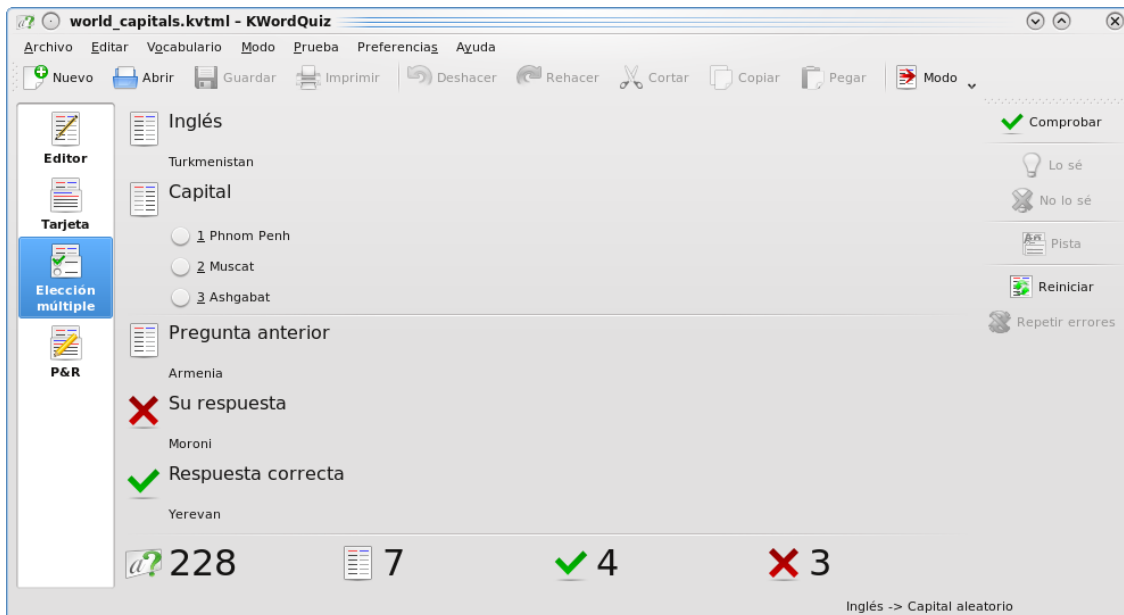 world_capitals.kvtml – KWordQuiz
Archivo Editar Vocabulario Modo Prueba Preferencias Ayuda
Nuevo Abrir Guardar Imprimir Deshacer Rehacer Cortar Copiar Pegar Modo
Editor
Tarjeta
Elección
múltiple
P&R
Inglés
Turkmenistan
Capital
1 Phnom Penh
2 Muscat
3 Ashgabat
Pregunta anterior
Armenia
Su respuesta
Moroni
Respuesta correcta
Yerevan
228 7 4 3
Comprobar
Lo sé
No lo sé
Pista
Reiniciar
Repetir errores
Inglés -> Capital aleatorio